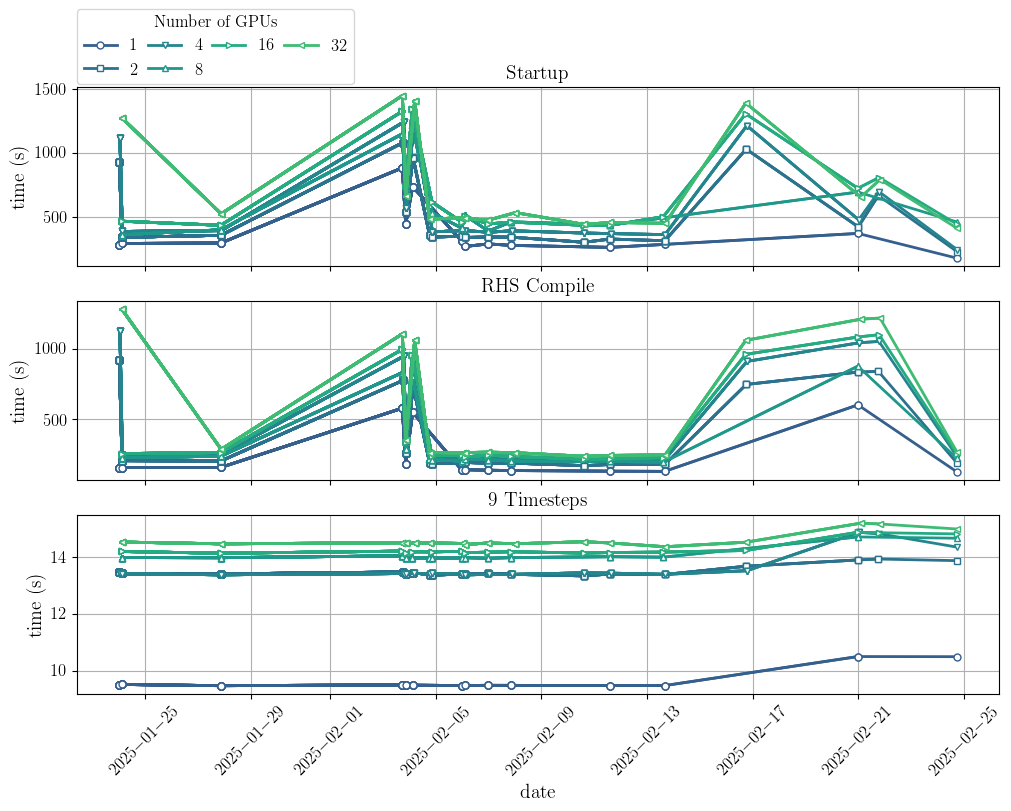 Number of GPUs
1 4 16 32
2 8
Startup
1500
1000
500
time (s)
RHS Compile
1000
500
time (s)
9 Timesteps
14
12
10
time (s)
2025−01−25 2025−01−29 2025−02−01 2025−02−05 2025−02−09 2025−02−13 2025−02−17 2025−02−21 2025−02−25
date